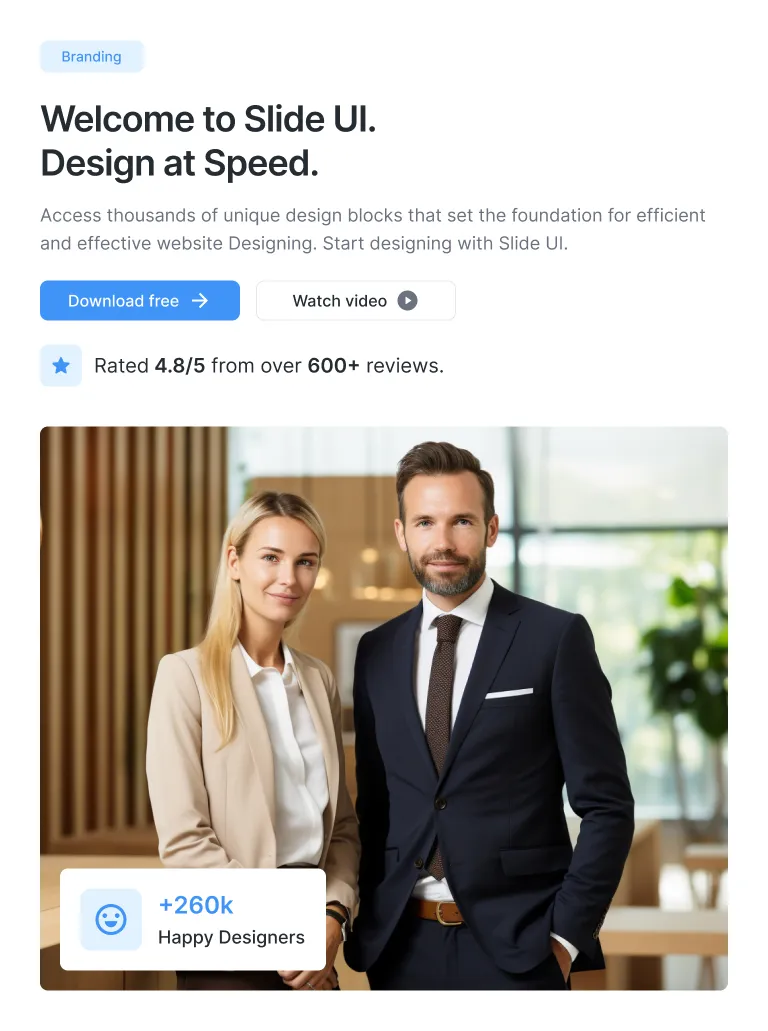 Branding
Welcome to Slide UI.
Design at Speed.
Access thousands of unique design blocks that set the foundation for efficient
and effective website Designing. Start designing with Slide UI.
Download free
Watch video
Rated 4.8/5 from over 600+ reviews.
+260k
Happy Designers